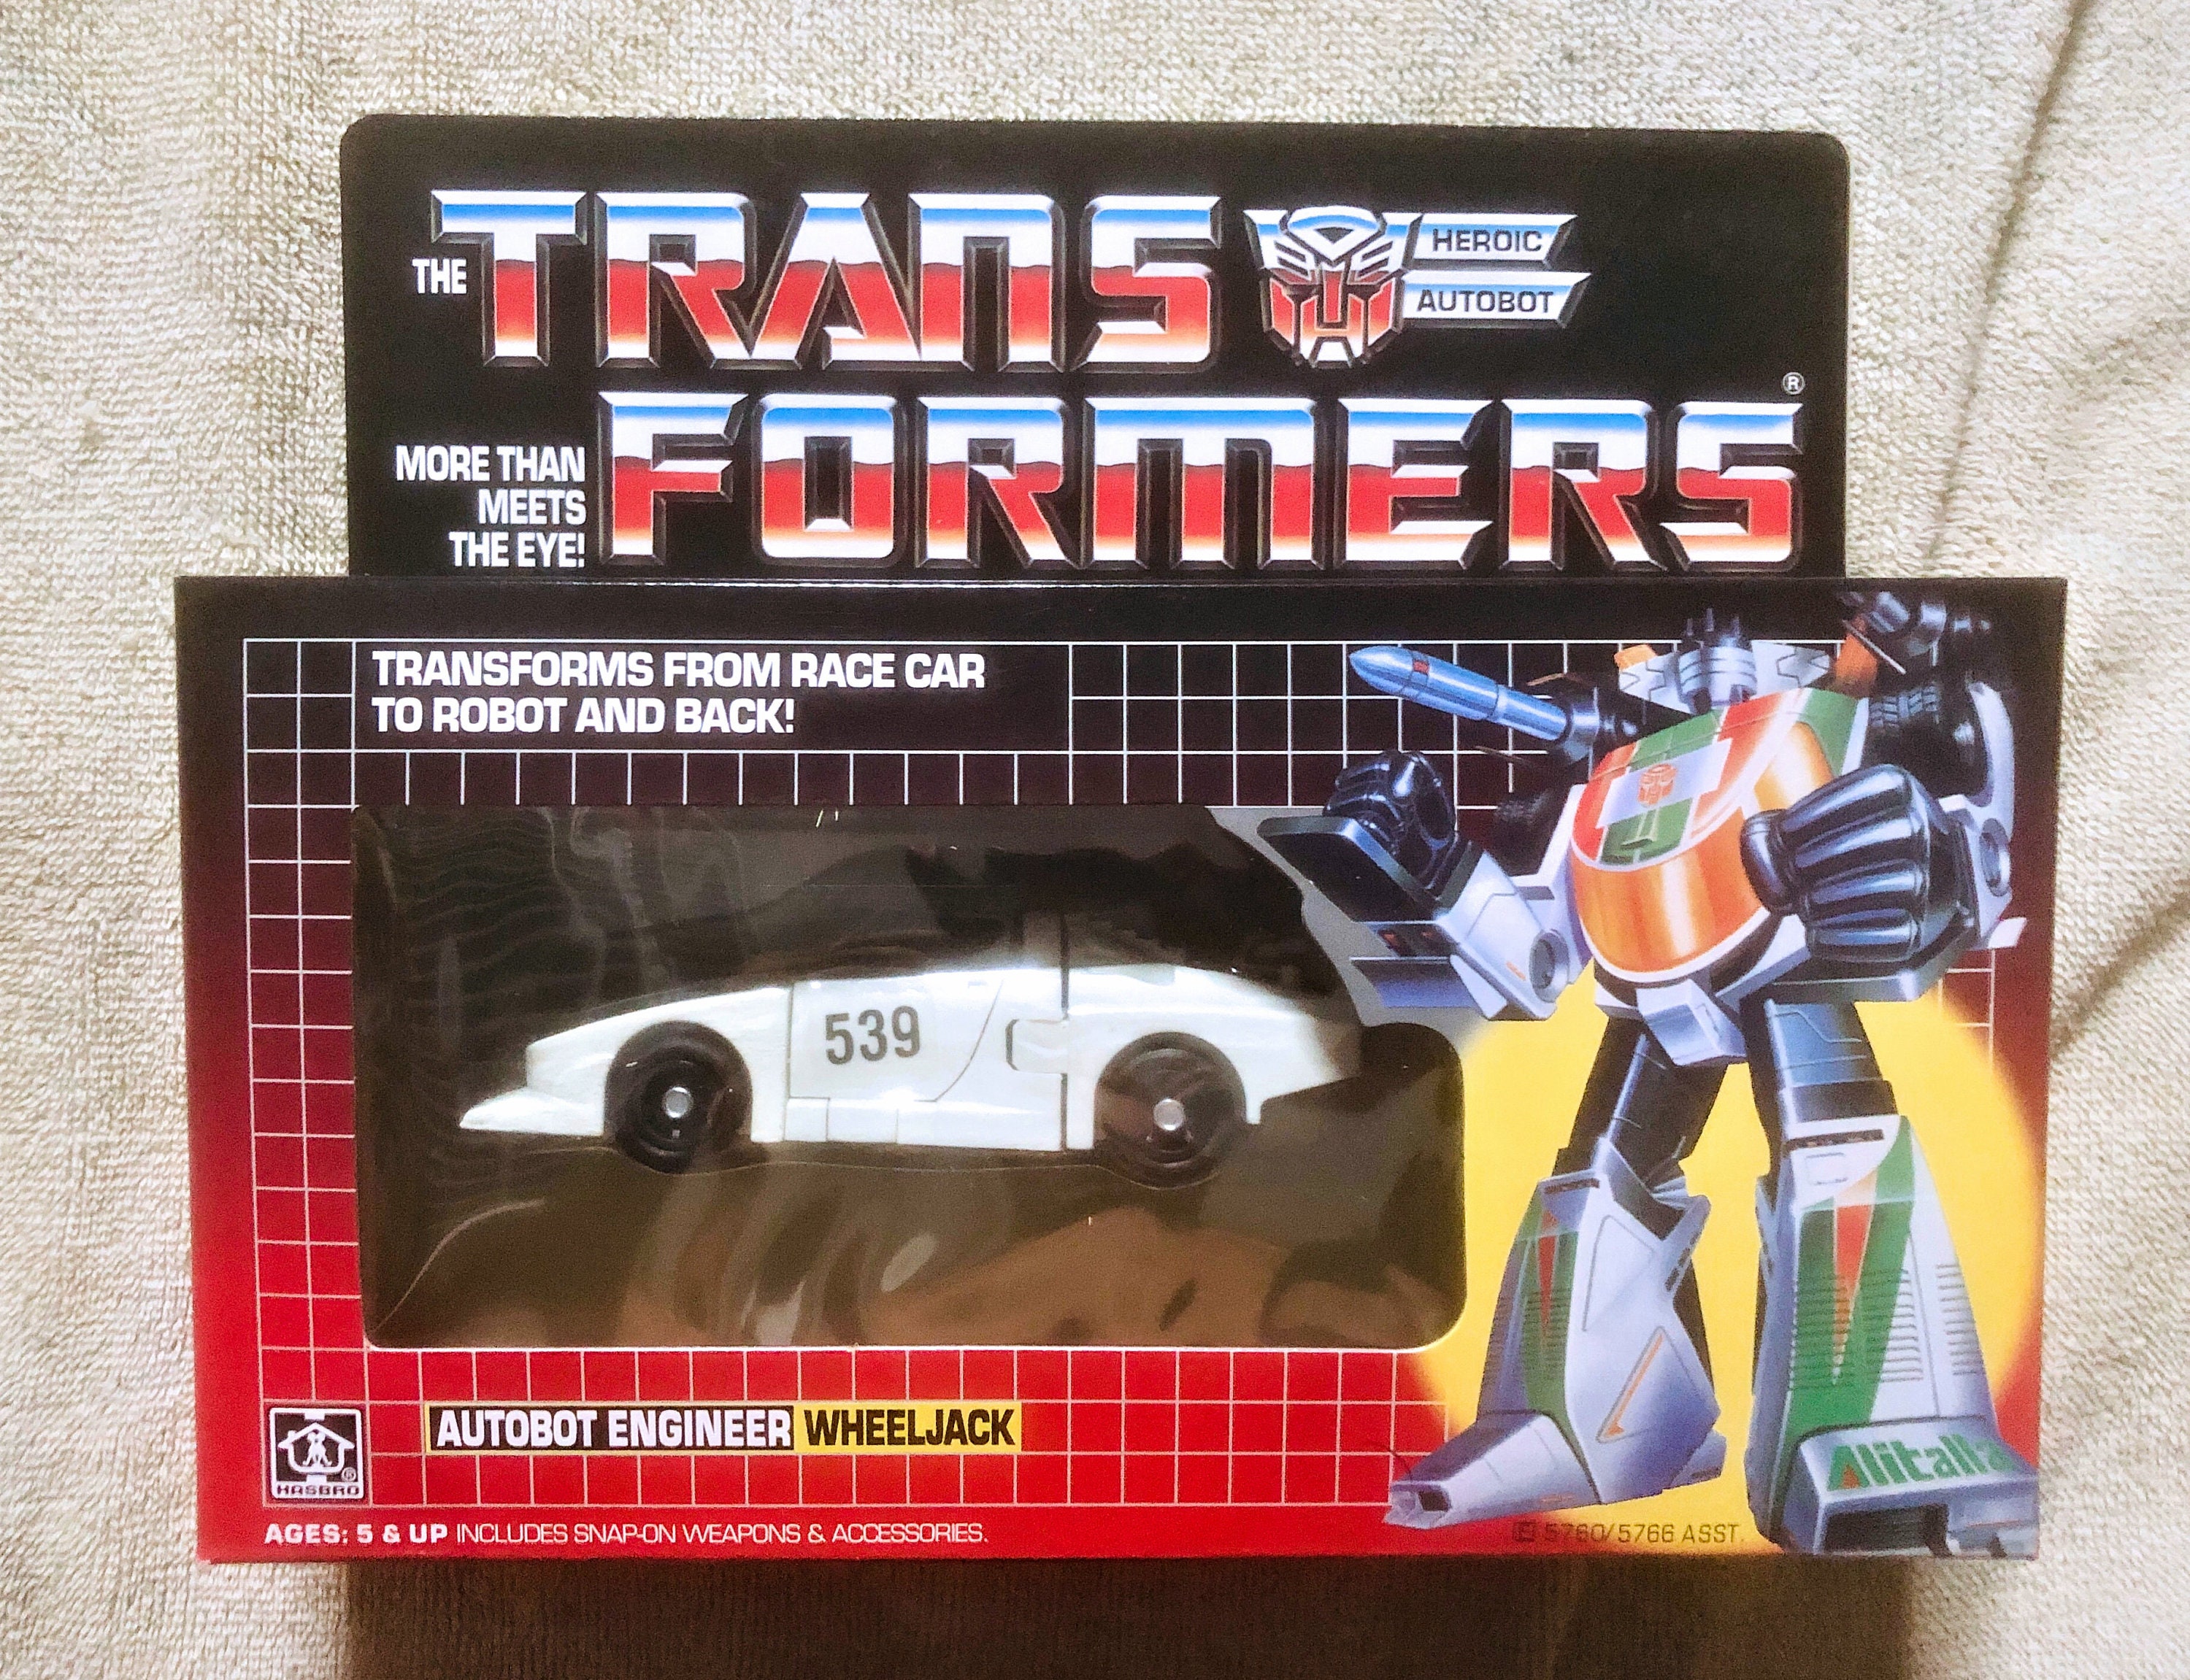 THE TRANS
HEROIC
AUTOBOT
FORMERS ®
MORE THAN
MEETS
THE EYE!
TRANSFORMS FROM RACE CAR
TO ROBOT AND BACK!
539
Alitalia
AUTOBOT ENGINEER WHEELJACK
HASBRO ®
AGES: 5 & UP INCLUDES SNAP-ON WEAPONS & ACCESSORIES.
E 5760/5766 ASST.